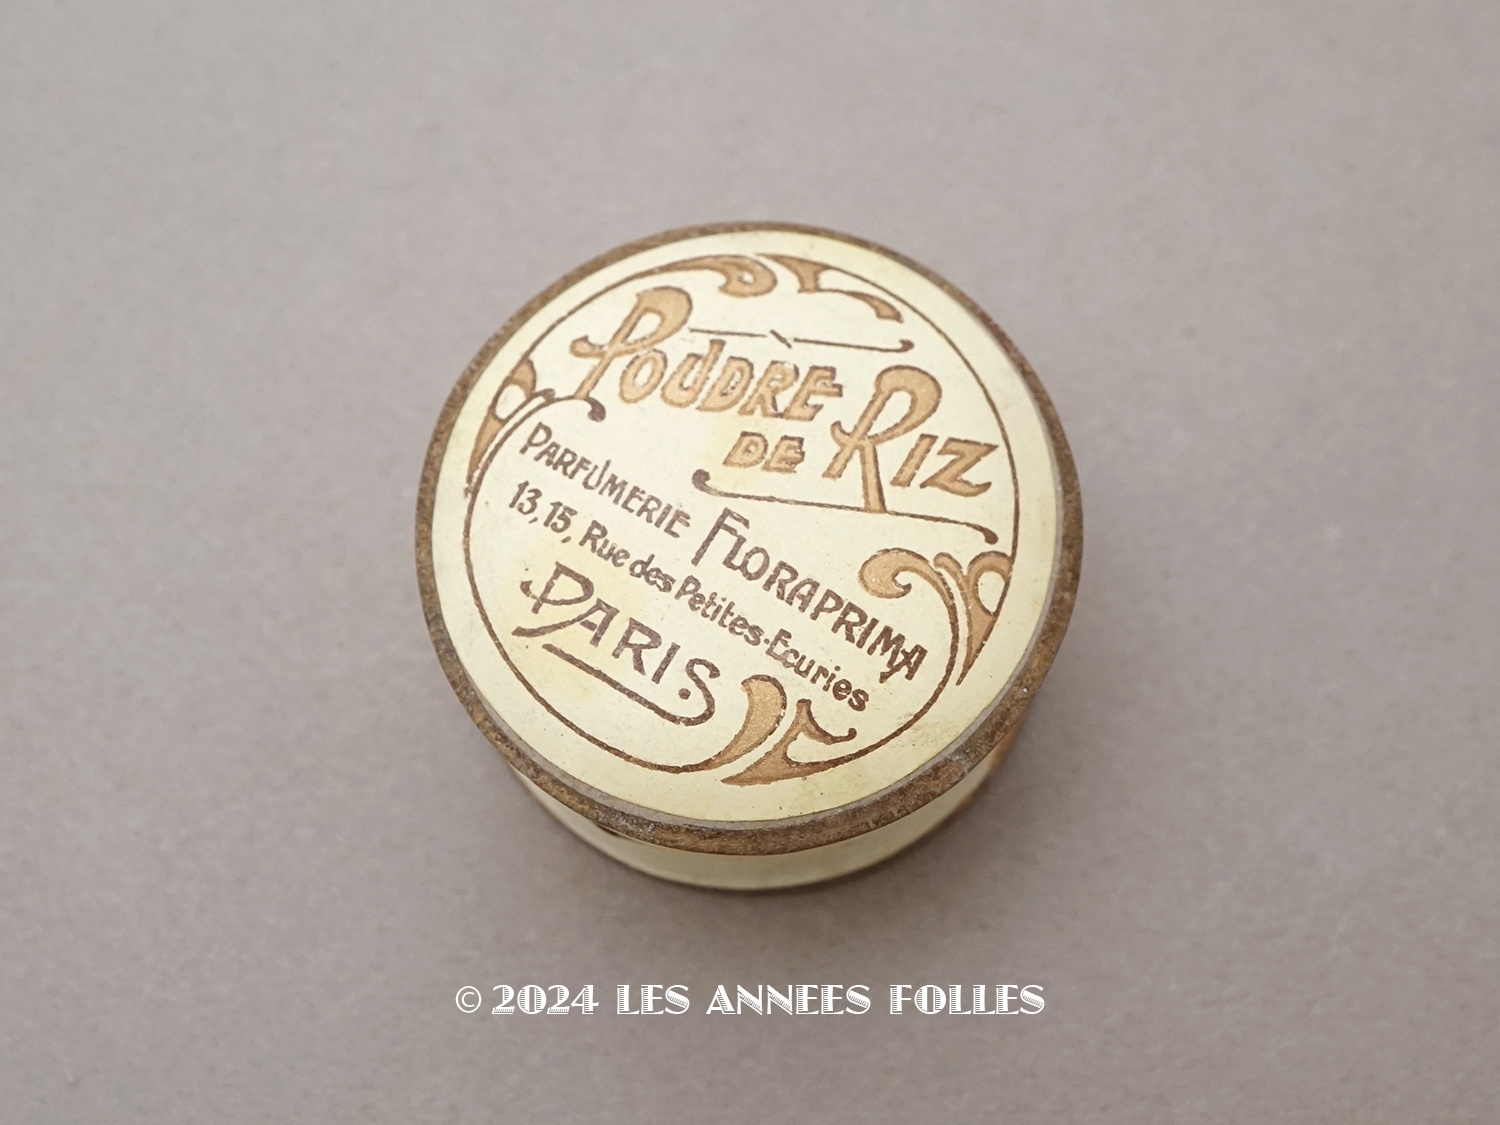 POUDRE
DE RIZ
PARFUMERIE FLORAPRIMA
13,15, Rue des Petites-Ecuries
PARIS
© 2024 LES ANNEES FOLLES